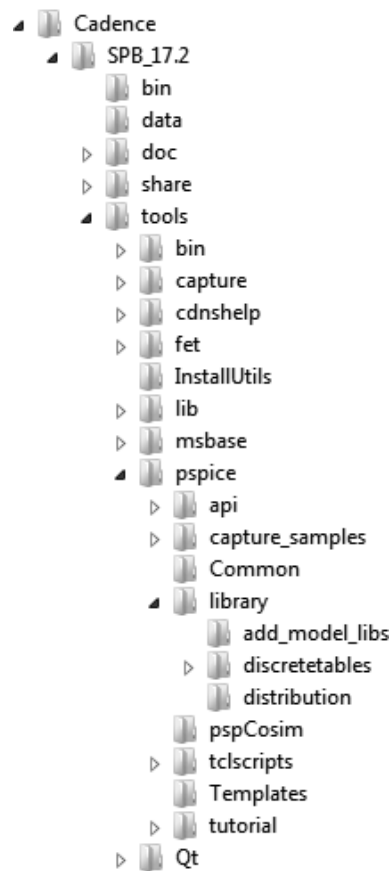 Cadence
SPB_17.2
bin
data
doc
share
tools
bin
capture
cdnshelp
fet
InstallUtils
lib
msbase
pspice
api
capture_samples
Common
library
add_model_libs
discretetables
distribution
pspCosim
tclscripts
Templates
tutorial
Qt